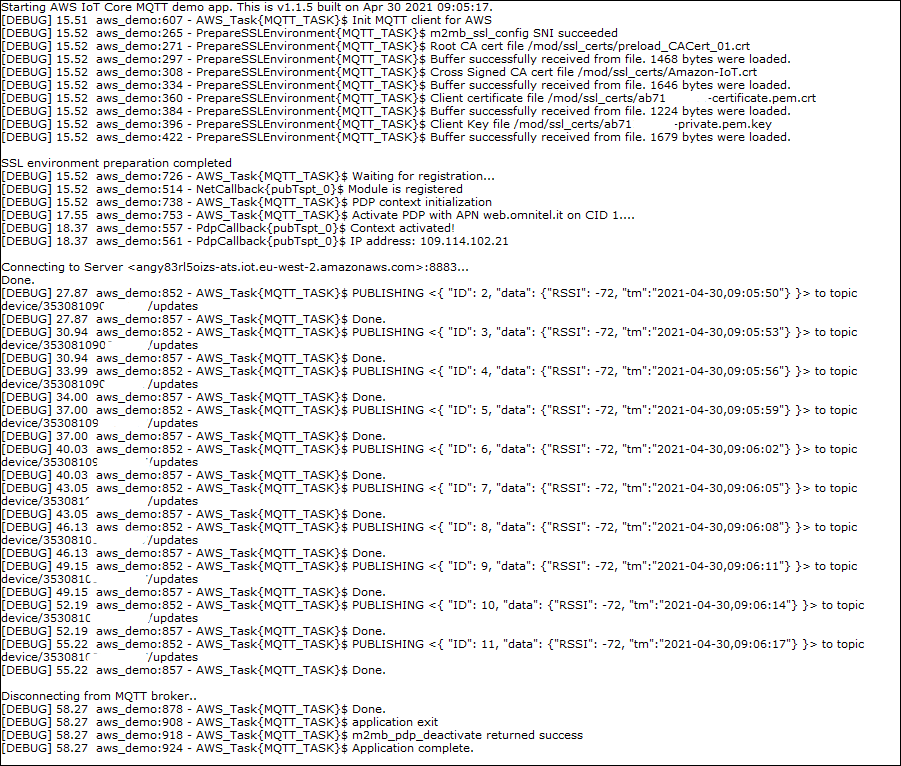 Starting AWS IoT Core MQTT demo app. This is v1.1.5 built on Apr 30 2021 09:05:17.
[DEBUG] 15.51  aws_demo:607 - AWS_Task{MQTT_TASK}$ Init MQTT client for AWS
[DEBUG] 15.52  aws_demo:265 - PrepareSSLEnvironment{MQTT_TASK}$ m2mb_ssl_config SNI succeeded
[DEBUG] 15.52  aws_demo:271 - PrepareSSLEnvironment{MQTT_TASK}$ Root CA cert file /mod/ssl_certs/preload_CACert_01.crt
[DEBUG] 15.52  aws_demo:297 - PrepareSSLEnvironment{MQTT_TASK}$ Buffer successfully received from file. 1468 bytes were loaded.
[DEBUG] 15.52  aws_demo:308 - PrepareSSLEnvironment{MQTT_TASK}$ Cross Signed CA cert file /mod/ssl_certs/Amazon-IoT.crt
[DEBUG] 15.52  aws_demo:334 - PrepareSSLEnvironment{MQTT_TASK}$ Buffer successfully received from file. 1646 bytes were loaded.
[DEBUG] 15.52  aws_demo:360 - PrepareSSLEnvironment{MQTT_TASK}$ Client certificate file /mod/ssl_certs/ab71 -certificate.pem.crt
[DEBUG] 15.52  aws_demo:384 - PrepareSSLEnvironment{MQTT_TASK}$ Buffer successfully received from file. 1224 bytes were loaded.
[DEBUG] 15.52  aws_demo:396 - PrepareSSLEnvironment{MQTT_TASK}$ Client Key file /mod/ssl_certs/ab71 -private.pem.key
[DEBUG] 15.52  aws_demo:422 - PrepareSSLEnvironment{MQTT_TASK}$ Buffer successfully received from file. 1679 bytes were loaded.
SSL environment preparation completed
[DEBUG] 15.52  aws_demo:726 - AWS_Task{MQTT_TASK}$ Waiting for registration...
[DEBUG] 15.52  aws_demo:514 - NetCallback{pubTspt_0}$ Module is registered
[DEBUG] 15.52  aws_demo:738 - AWS_Task{MQTT_TASK}$ PDP context initialization
[DEBUG] 17.55  aws_demo:753 - AWS_Task{MQTT_TASK}$ Activate PDP with APN web.omnitel.it on CID 1....
[DEBUG] 18.37  aws_demo:557 - PdpCallback{pubTspt_0}$ Context activated!
[DEBUG] 18.37  aws_demo:561 - PdpCallback{pubTspt_0}$ IP address: 109.114.102.21
Connecting to Server <angy83rl5oizs-ats.iot.eu-west-2.amazonaws.com>:8883...
Done.
[DEBUG] 27.87  aws_demo:852 - AWS_Task{MQTT_TASK}$ PUBLISHING <{ "ID": 2, "data": {"RSSI": -72, "tm":"2021-04-30,09:05:50"} }> to topic
device/353081090 /updates
[DEBUG] 27.87  aws_demo:857 - AWS_Task{MQTT_TASK}$ Done.
[DEBUG] 30.94  aws_demo:852 - AWS_Task{MQTT_TASK}$ PUBLISHING <{ "ID": 3, "data": {"RSSI": -72, "tm":"2021-04-30,09:05:53"} }> to topic
device/353081090 /updates
[DEBUG] 30.94  aws_demo:857 - AWS_Task{MQTT_TASK}$ Done.
[DEBUG] 33.99  aws_demo:852 - AWS_Task{MQTT_TASK}$ PUBLISHING <{ "ID": 4, "data": {"RSSI": -72, "tm":"2021-04-30,09:05:56"} }> to topic
device/353081090 /updates
[DEBUG] 34.00  aws_demo:857 - AWS_Task{MQTT_TASK}$ Done.
[DEBUG] 37.00  aws_demo:852 - AWS_Task{MQTT_TASK}$ PUBLISHING <{ "ID": 5, "data": {"RSSI": -72, "tm":"2021-04-30,09:05:59"} }> to topic
device/35308109 /updates
[DEBUG] 37.00  aws_demo:857 - AWS_Task{MQTT_TASK}$ Done.
[DEBUG] 40.03  aws_demo:852 - AWS_Task{MQTT_TASK}$ PUBLISHING <{ "ID": 6, "data": {"RSSI": -72, "tm":"2021-04-30,09:06:02"} }> to topic
device/35308109 /updates
[DEBUG] 40.03  aws_demo:857 - AWS_Task{MQTT_TASK}$ Done.
[DEBUG] 43.05  aws_demo:852 - AWS_Task{MQTT_TASK}$ PUBLISHING <{ "ID": 7, "data": {"RSSI": -72, "tm":"2021-04-30,09:06:05"} }> to topic
device/353081 /updates
[DEBUG] 43.05  aws_demo:857 - AWS_Task{MQTT_TASK}$ Done.
[DEBUG] 46.13  aws_demo:852 - AWS_Task{MQTT_TASK}$ PUBLISHING <{ "ID": 8, "data": {"RSSI": -72, "tm":"2021-04-30,09:06:08"} }> to topic
device/3530810 /updates
[DEBUG] 46.13  aws_demo:857 - AWS_Task{MQTT_TASK}$ Done.
[DEBUG] 49.15  aws_demo:852 - AWS_Task{MQTT_TASK}$ PUBLISHING <{ "ID": 9, "data": {"RSSI": -72, "tm":"2021-04-30,09:06:11"} }> to topic
device/3530810 /updates
[DEBUG] 49.15  aws_demo:857 - AWS_Task{MQTT_TASK}$ Done.
[DEBUG] 52.19  aws_demo:852 - AWS_Task{MQTT_TASK}$ PUBLISHING <{ "ID": 10, "data": {"RSSI": -72, "tm":"2021-04-30,09:06:14"} }> to topic
device/3530810 /updates
[DEBUG] 52.19  aws_demo:857 - AWS_Task{MQTT_TASK}$ Done.
[DEBUG] 55.22  aws_demo:852 - AWS_Task{MQTT_TASK}$ PUBLISHING <{ "ID": 11, "data": {"RSSI": -72, "tm":"2021-04-30,09:06:17"} }> to topic
device/3530810 /updates
[DEBUG] 55.22  aws_demo:857 - AWS_Task{MQTT_TASK}$ Done.
Disconnecting from MQTT broker..
[DEBUG] 58.27  aws_demo:878 - AWS_Task{MQTT_TASK}$ Done.
[DEBUG] 58.27  aws_demo:908 - AWS_Task{MQTT_TASK}$ application exit
[DEBUG] 58.27  aws_demo:918 - AWS_Task{MQTT_TASK}$ m2mb_pdp_deactivate returned success
[DEBUG] 58.27  aws_demo:924 - AWS_Task{MQTT_TASK}$ Application complete.